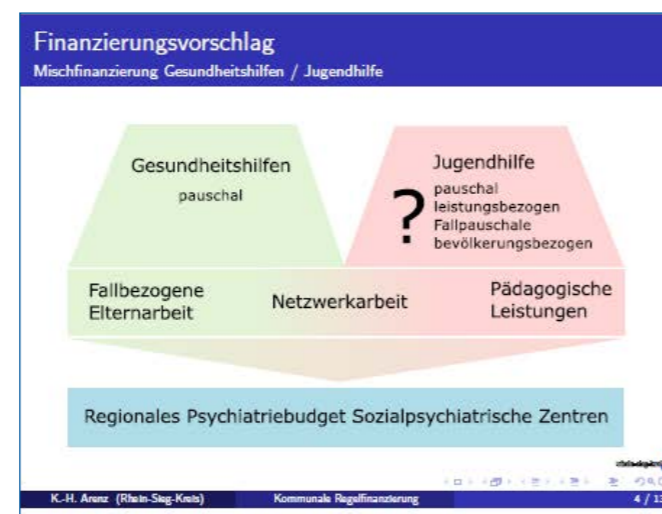 Finanzierungsvorschlag
Mischfinanzierung Gesundheitshilfen / Jugendhilfe
Gesundheitshilfen
pauschal
Jugendhilfe
?
pauschal
leistungsbezogen
Fallpauschale
bevölkerungsbezogen
Fallbezogene
Elternarbeit
Netzwerkarbeit
Pädagogische
Leistungen
Regionales Psychiatriebudget Sozialpsychiatrische Zentren
K.-H. Arenz (Rhein-Sieg-Kreis)
Kommunale Regelfinanzierung
4 / 13